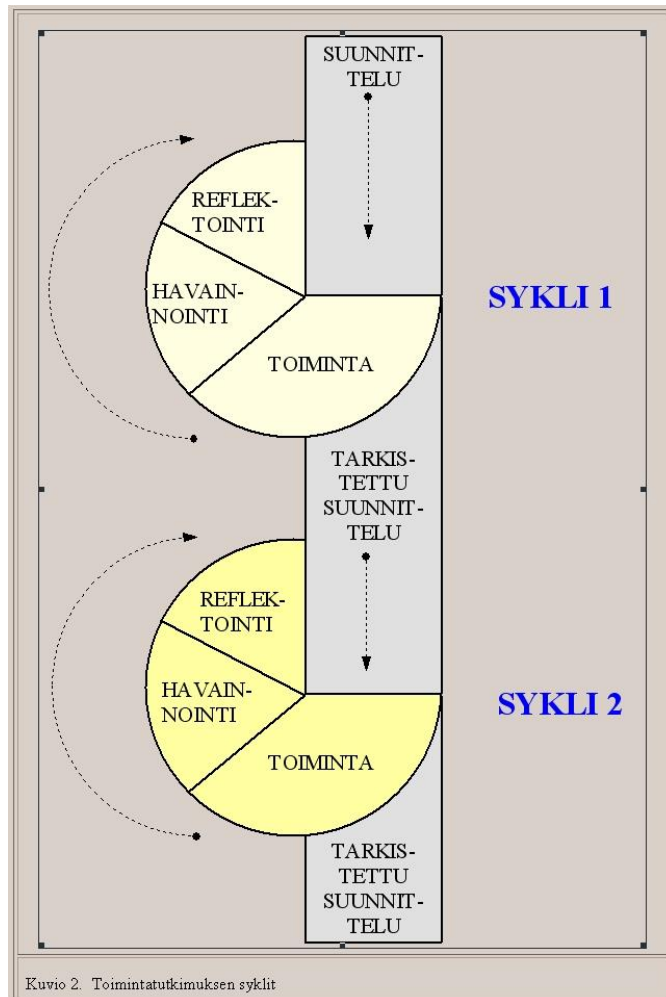 SUUNNIT-
TELU
REFLEK-
TOINTI
HAVAIN-
NOINTI
SYKLI 1
TOIMINTA
TARKIS-
TETTU
SUUNNIT-
TELU
REFLEK-
TOINTI
HAVAIN-
NOINTI
SYKLI 2
TOIMINTA
TARKIS-
TETTU
SUUNNIT-
TELU
Kuvio 2. Toimintatutkimuksen syklit